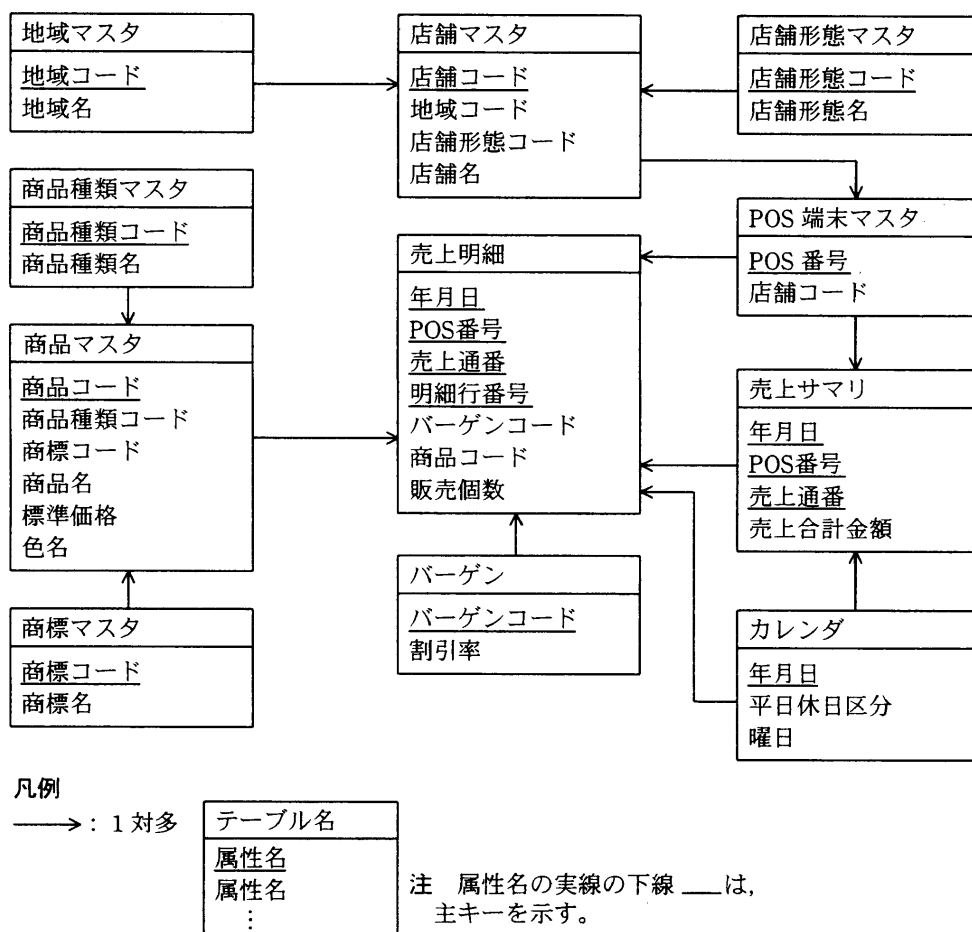 地域マスタ
地域コード
地域名
店舗マスタ
店舗コード
地域コード
店舗形態コード
店舗名
店舗形態マスタ
店舗形態コード
店舗形態名
商品種類マスタ
商品種類コード
商品種類名
売上明細
年月日
POS番号
売上通番
明細行番号
バーゲンコード
商品コード
販売個数
POS 端末マスタ
POS 番号
店舗コード
商品マスタ
商品コード
商品種類コード
商標コード
商品名
標準価格
色名
売上サマリ
年月日
POS番号
売上通番
売上合計金額
商標マスタ
商標コード
商標名
バーゲン
バーゲンコード
割引率
カレンダ
年月日
平日休日区分
曜日
凡例
: 1 対多
テーブル名
属性名
属性名
⋮
注 属性名の実線の下線 __ は,
主キーを示す。